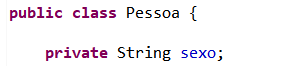 public class Pessoa {
private String sexo;